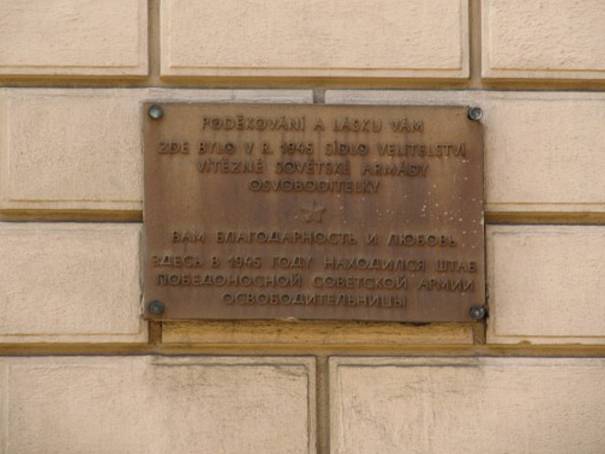 PODĚKOVÁNÍ A LÁSKU VÁM
ZDE BYLO V R. 1945 SÍDLO VELITELSTVÍ
VÍTĚZNÉ SOVĚTSKÉ ARMÁDY
OSVOBODITELKY
ВАМ БЛАГОДАРНОСТЬ И ЛЮБОВЬ
ЗДЕСЬ В 1945 ГОДУ НАХОДИЛСЯ ШТАБ
ПОБЕДОНОСНОЙ СОВЕТСКОЙ АРМИИ
ОСВОБОДИТЕЛЬНИЦЫ